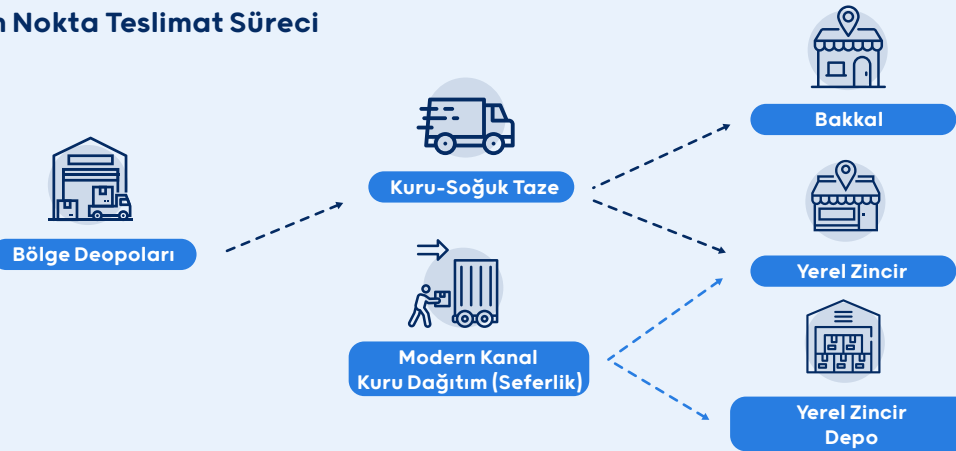 n Nokta Teslimat Süreci
Bakkal
Kuru-Soğuk Taze
Bölge Deopoları
Yerel Zincir
Modern Kanal
Kuru Dağıtım (Seferlik)
Yerel Zincir
Depo